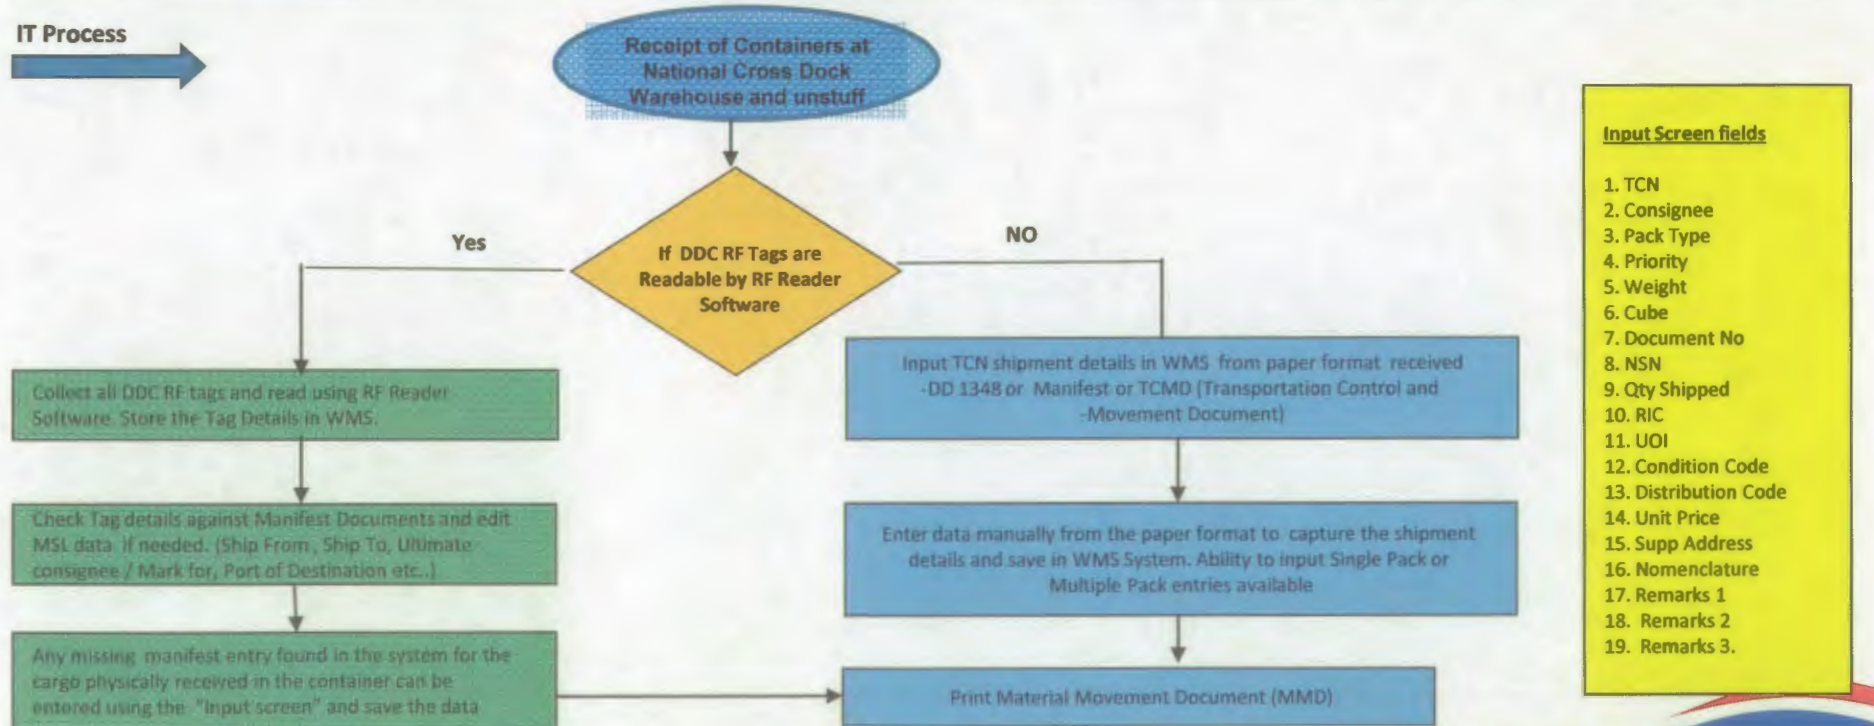 IT Process
Receipt of Containers at
National Cross Dock
Warehouse and unstuff
Yes
If DDC RF Tags are
Readable by RF Reader
Software
NO
Collect all DDC RF tags and read using RF Reader
Software. Store the Tag Details in WMS.
Check Tag details against Manifest Documents and edit
MSL data if needed. (Ship From , Ship To, Ultimate
consignee / Mark for, Port of Destination etc..)
Any missing manifest entry found in the system for the
cargo physically received in the container can be
entered using the "Input screen" and save the data
Input TCN shipment details in WMS from paper format received
-DD 1348 or Manifest or TCMD (Transportation Control and
-Movement Document)
Enter data manually from the paper format to capture the shipment
details and save in WMS System. Ability to input Single Pack or
Multiple Pack entries available
Print Material Movement Document (MMD)
Input Screen fields
1. TCN
2. Consignee
3. Pack Type
4. Priority
5. Weight
6. Cube
7. Document No
8. NSN
9. Qty Shipped
10. RIC
11. UOI
12. Condition Code
13. Distribution Code
14. Unit Price
15. Supp Address
16. Nomenclature
17. Remarks 1
18. Remarks 2
19. Remarks 3.